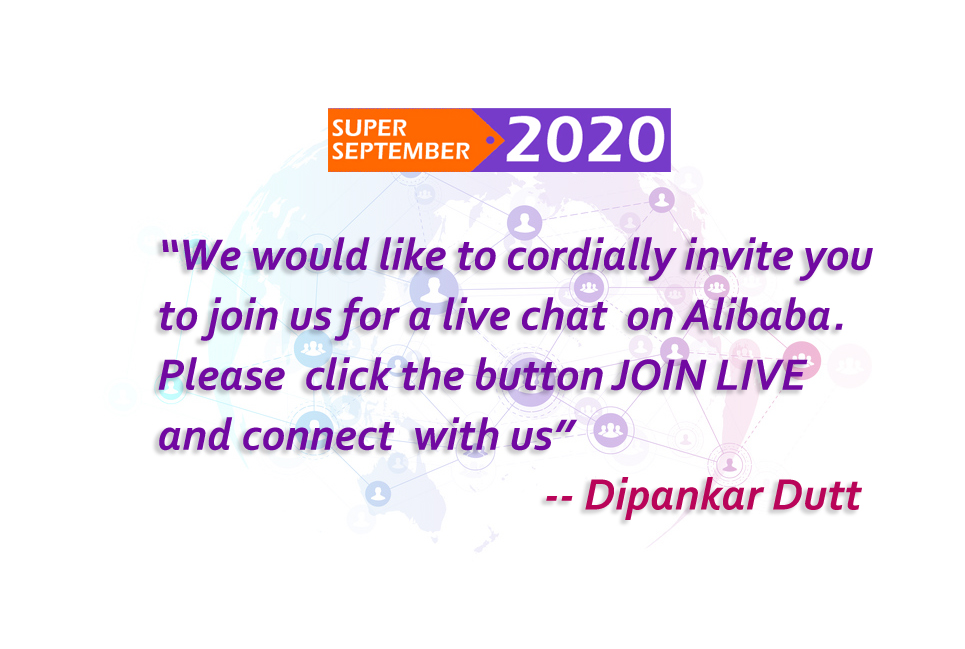 SUPER
SEPTEMBER
2020
“We would like to cordially invite you
to join us for a live chat on Alibaba.
Please click the button JOIN LIVE
and connect with us”
-- Dipankar Dutt